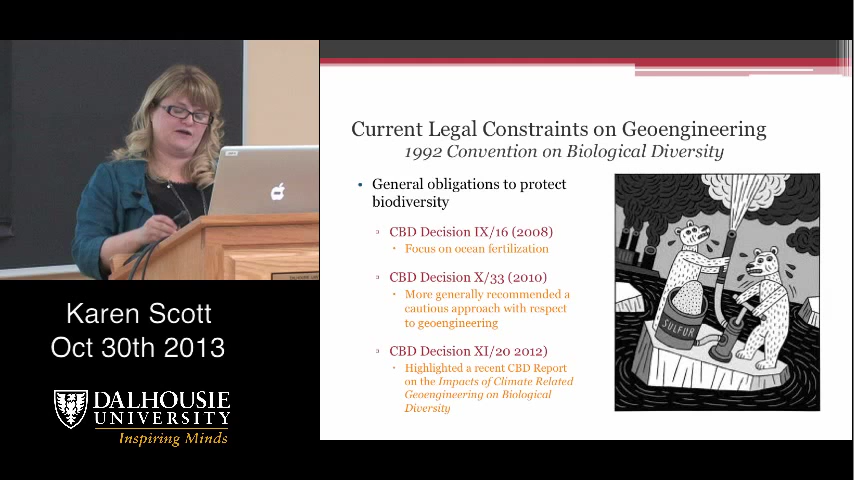 Current Legal Constraints on Geoengineering
1992 Convention on Biological Diversity
• General obligations to protect
biodiversity
▫ CBD Decision IX/16 (2008)
• Focus on ocean fertilization
▫ CBD Decision X/33 (2010)
• More generally recommended a
cautious approach with respect
to geoengineering
▫ CBD Decision XI/20 2012)
• Highlighted a recent CBD Report
on the Impacts of Climate Related
Geoengineering on Biological
Diversity
SULFUR
Karen Scott
Oct 30th 2013
DALHOUSIE
UNIVERSITY
Inspiring Minds